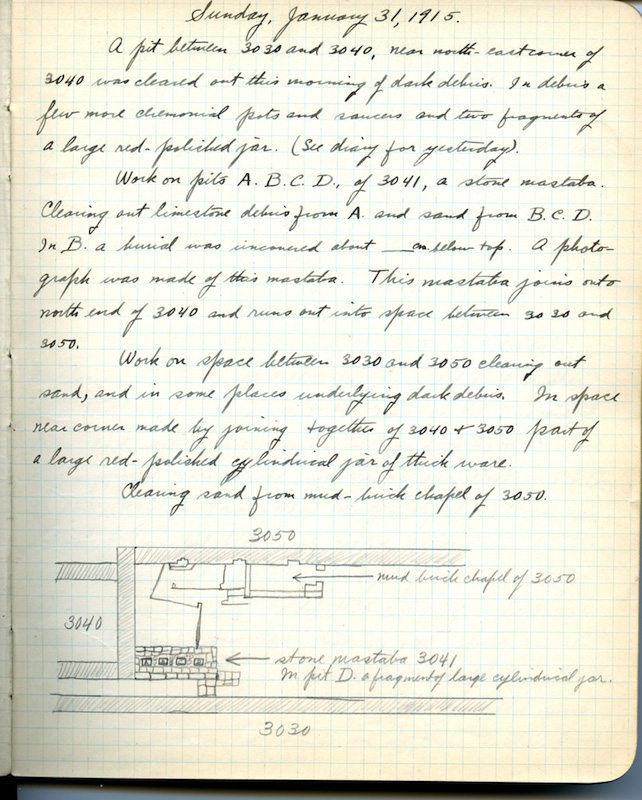 Sunday, January 31, 1915.
A pit between 3030 and 3040, near north-east corner of
3040 was cleared out this morning of dark debris. In debris a
few more ceremonial pots and saucers and two fragments of
a large red-polished jar. (See diary for yesterday).
Work on pits A. B. C. D., of 3041, a stone mastaba.
Clearing out limestone debris from A. and sand from B. C. D.
In B. a burial was uncovered about __ cm. below top. A photo-
graph was made of this mastaba. This mastaba joins onto
north end of 3040 and runs out into space between 3030 and
3050.
Work on space between 3030 and 3050 clearing out
sand, and in some places underlying dark debris. In space
near corner made by joining together of 3040 + 3050 part of
a large red-polished cylindrical jar of thick ware.
Clearing sand from mud-brick chapel of 3050.
3050
mud brick chapel of 3050
3040
stone mastaba 3041
In pit D. a fragment of large cylindrical jar.
3030